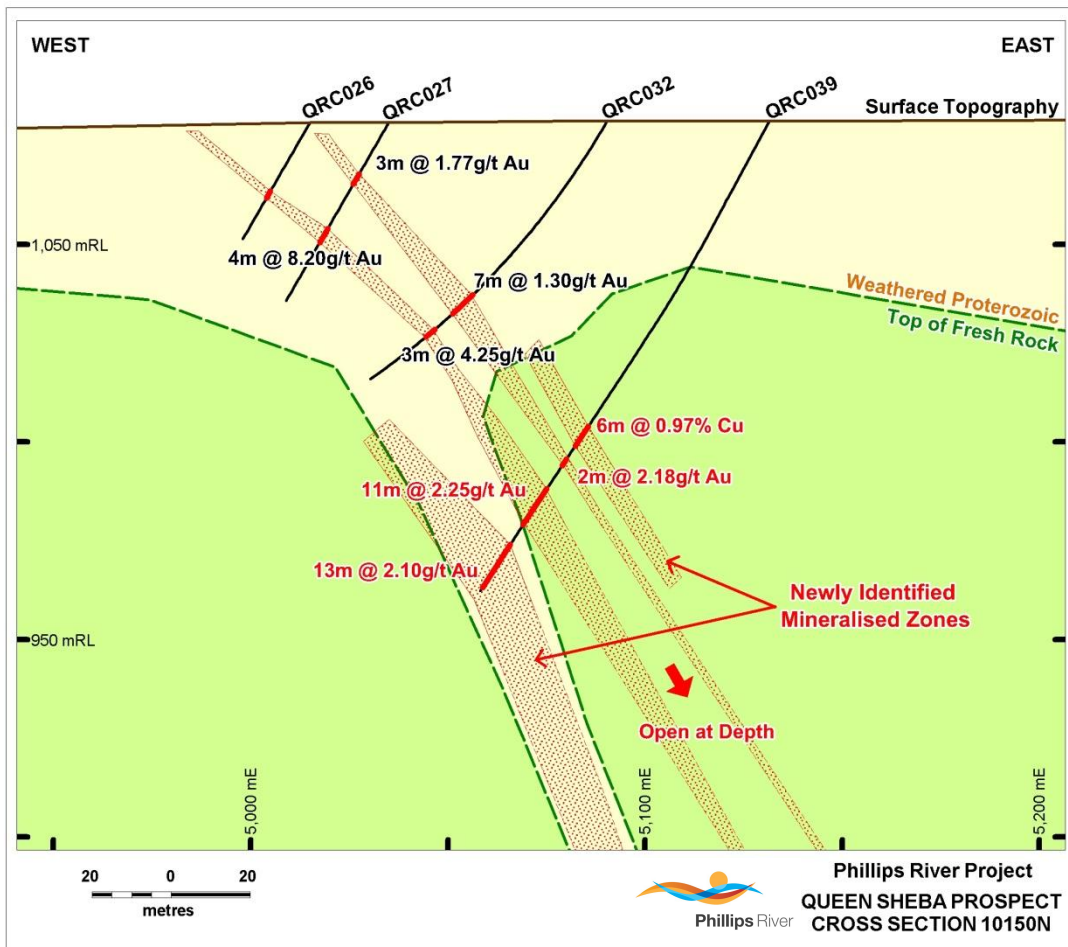 WEST
EAST
QRC026
QRC027
QRC032
QRC039
Surface Topography
3m @ 1.77g/t Au
1,050 mRL
4m @ 8.20g/t Au
7m @ 1.30g/t Au
Weathered Proterozoic
Top of Fresh Rock
3m @ 4.25g/t Au
6m @ 0.97% Cu
2m @ 2.18g/t Au
11m @ 2.25g/t Au
13m @ 2.10g/t Au
Newly Identified
Mineralised Zones
950 mRL
Open at Depth
5,000 mE
5,100 mE
5,200 mE
20 0 20
metres
Phillips River
Phillips River Project
QUEEN SHEBA PROSPECT
CROSS SECTION 10150N